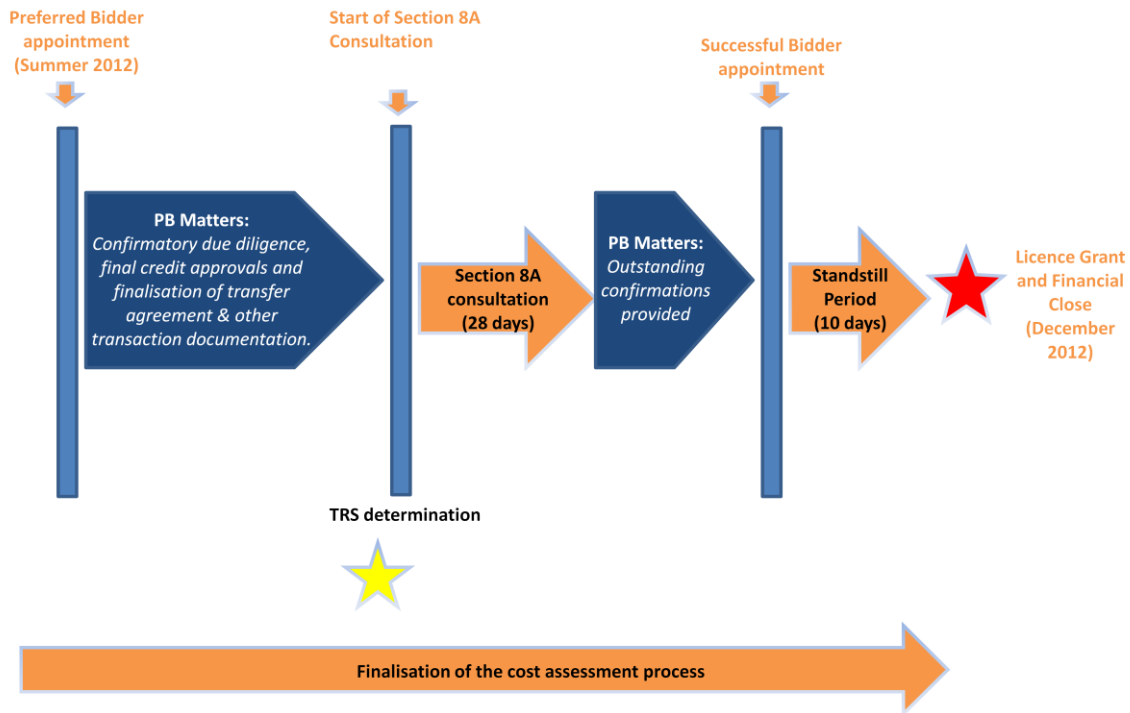 Preferred Bidder
appointment
(Summer 2012)
Start of Section 8A
Consultation
Successful Bidder
appointment
PB Matters:
Confirmatory due diligence,
final credit approvals and
finalisation of transfer
agreement & other
transaction documentation.
Section 8A
consultation
(28 days)
PB Matters:
Outstanding
confirmations
provided
Standstill
Period
(10 days)
Licence Grant
and Financial
Close
(December
2012)
TRS determination
Finalisation of the cost assessment process